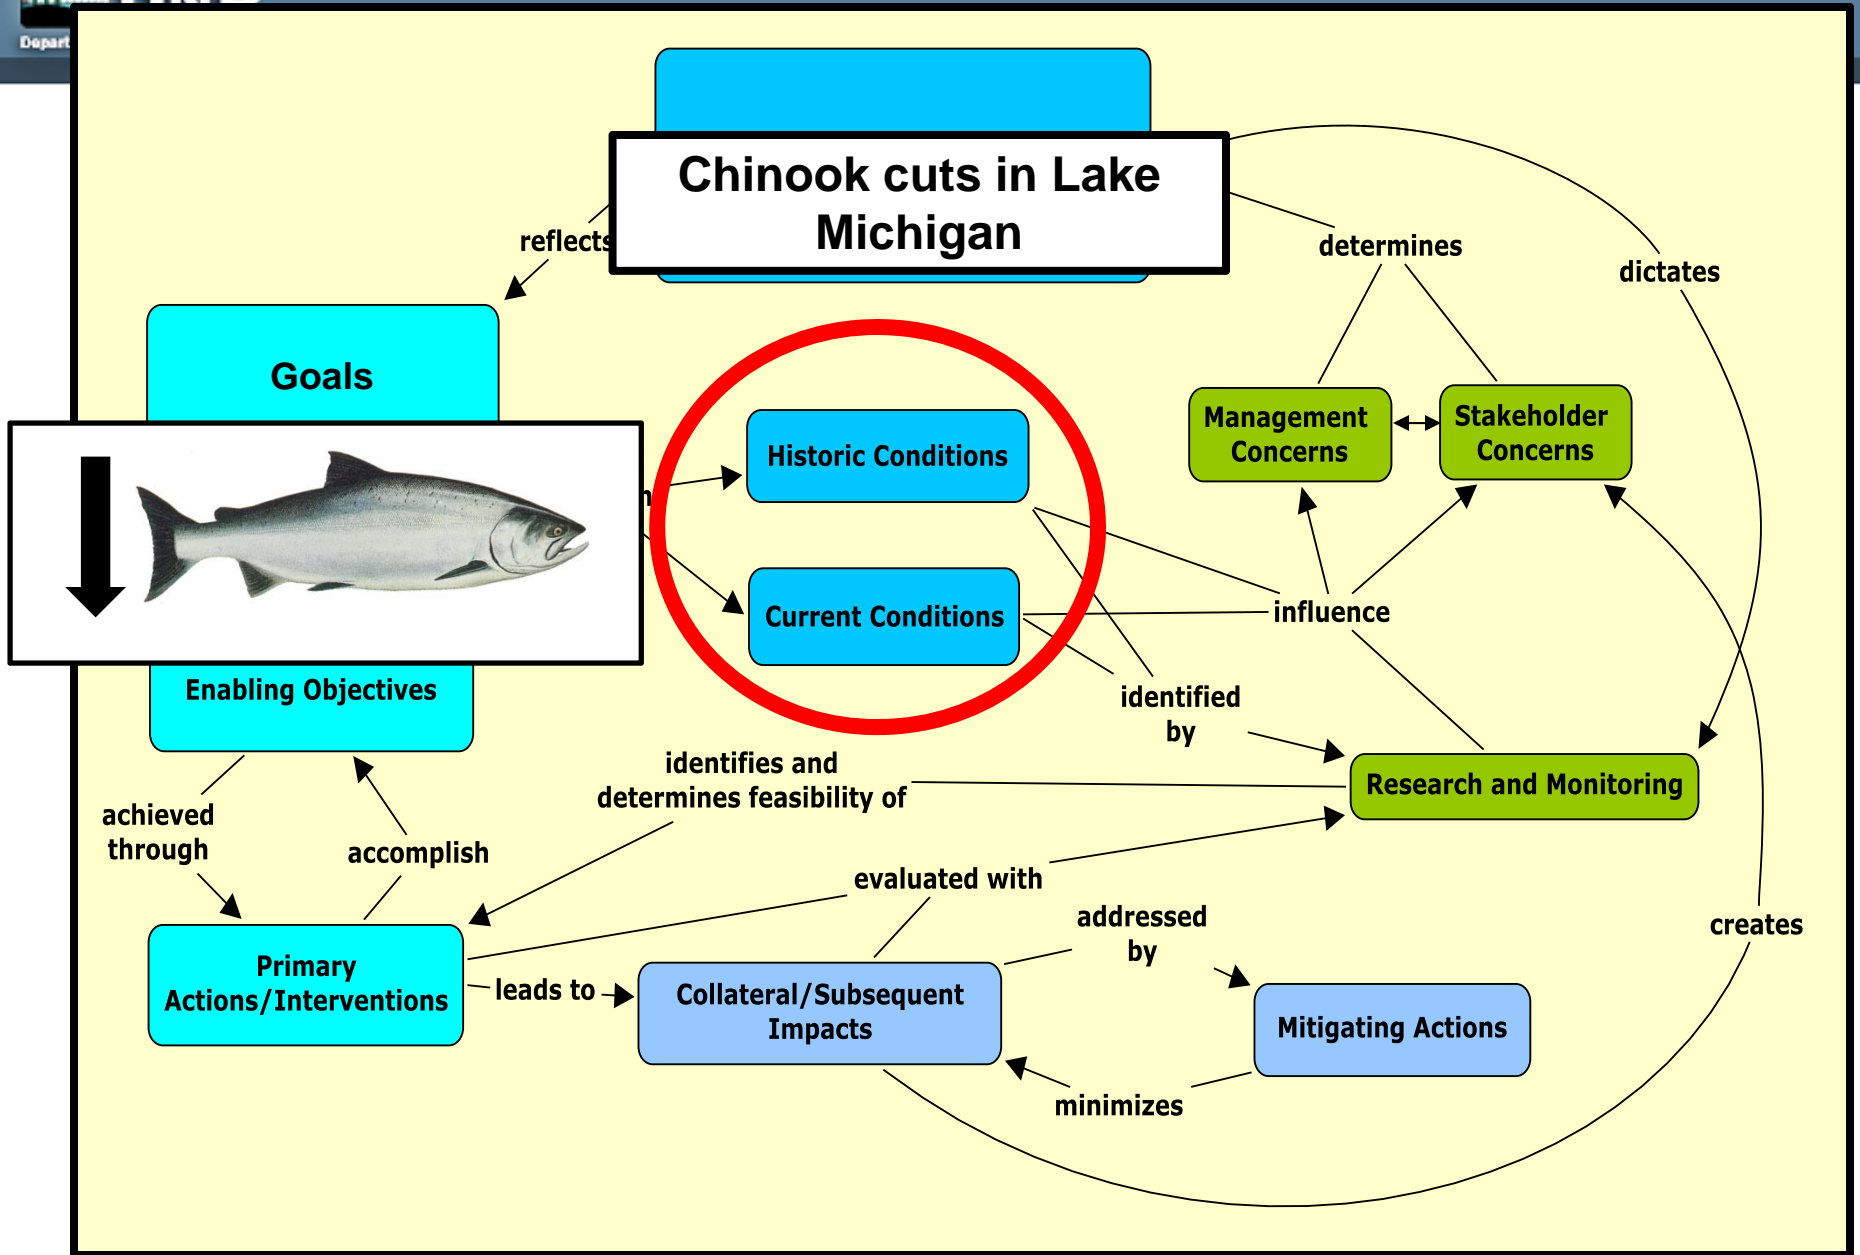 Depart
Chinook cuts in Lake
Michigan
reflects
determines
dictates
Goals
Management
Concerns
Stakeholder
Concerns
Historic Conditions
Current Conditions
influence
Enabling Objectives
identified
by
identifies and
determines feasibility of
Research and Monitoring
achieved
through
accomplish
evaluated with
addressed
by
creates
Primary
Actions/Interventions
leads to
Collateral/Subsequent
Impacts
Mitigating Actions
minimizes